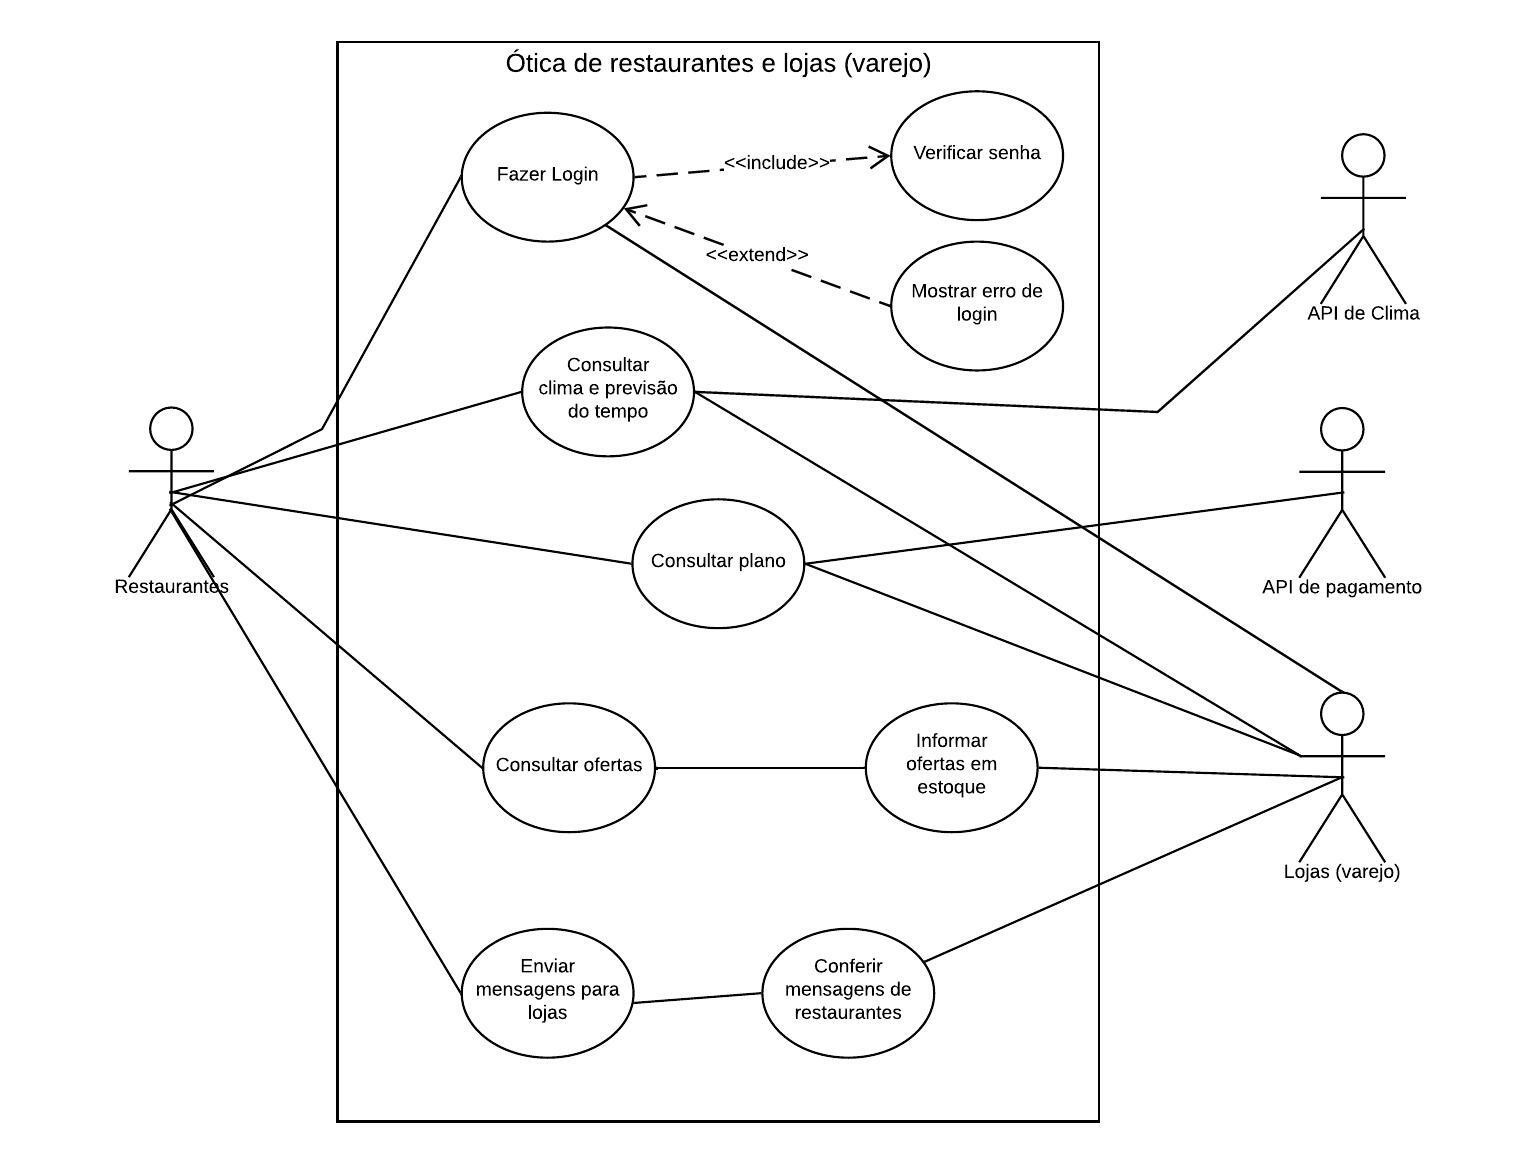 Ótica de restaurantes e lojas (varejo)
Fazer Login
<<include>>
Verificar senha
<<extend>>
Mostrar erro de
login
API de Clima
Consultar
clima e previsão
do tempo
Restaurantes
Consultar plano
API de pagamento
Consultar ofertas
Informar
ofertas em
estoque
Lojas (varejo)
Enviar
mensagens para
lojas
Conferir
mensagens de
restaurantes